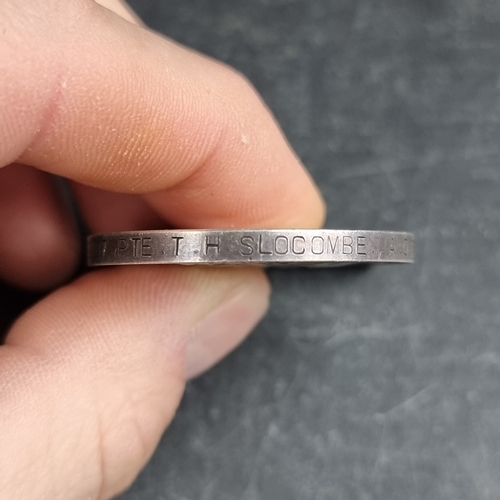 PTE. T. H. SLOCOMBE.